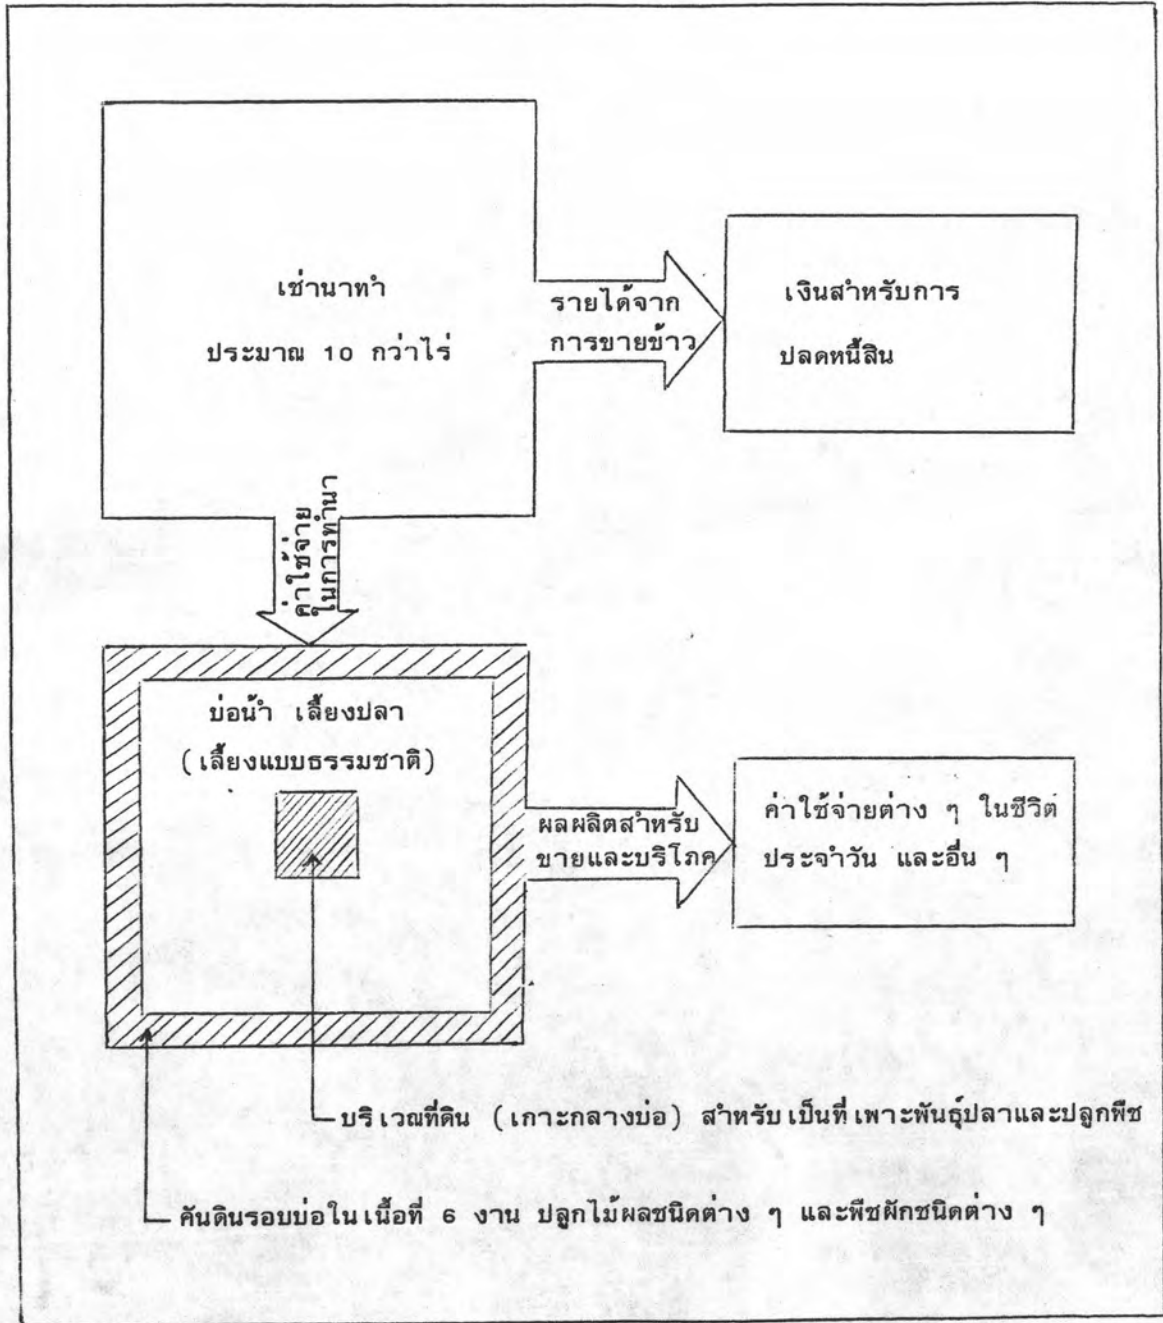 เช่านาทำ
ประมาณ 10 กว่าไร่
รายได้จาก
การขายข้าว
เงินสำหรับการ
ปลดหนี้สิน
ค่าใช้จ่าย
ในการทำนา
บ่อน้ำ เลี้ยงปลา
(เลี้ยงแบบธรรมชาติ)
ผลผลิตสำหรับ
ขายและบริโภค
ค่าใช้จ่ายต่าง ๆ ในชีวิต
ประจำวัน และอื่น ๆ
บริเวณที่ดิน (เกาะกลางบ่อ) สำหรับเป็นที่เพาะพันธุ์ปลาและปลูกพืช
คันดินรอบบ่อในเนื้อที่ 6 งาน ปลูกไม้ผลชนิดต่าง ๆ และพืชผักชนิดต่าง ๆ